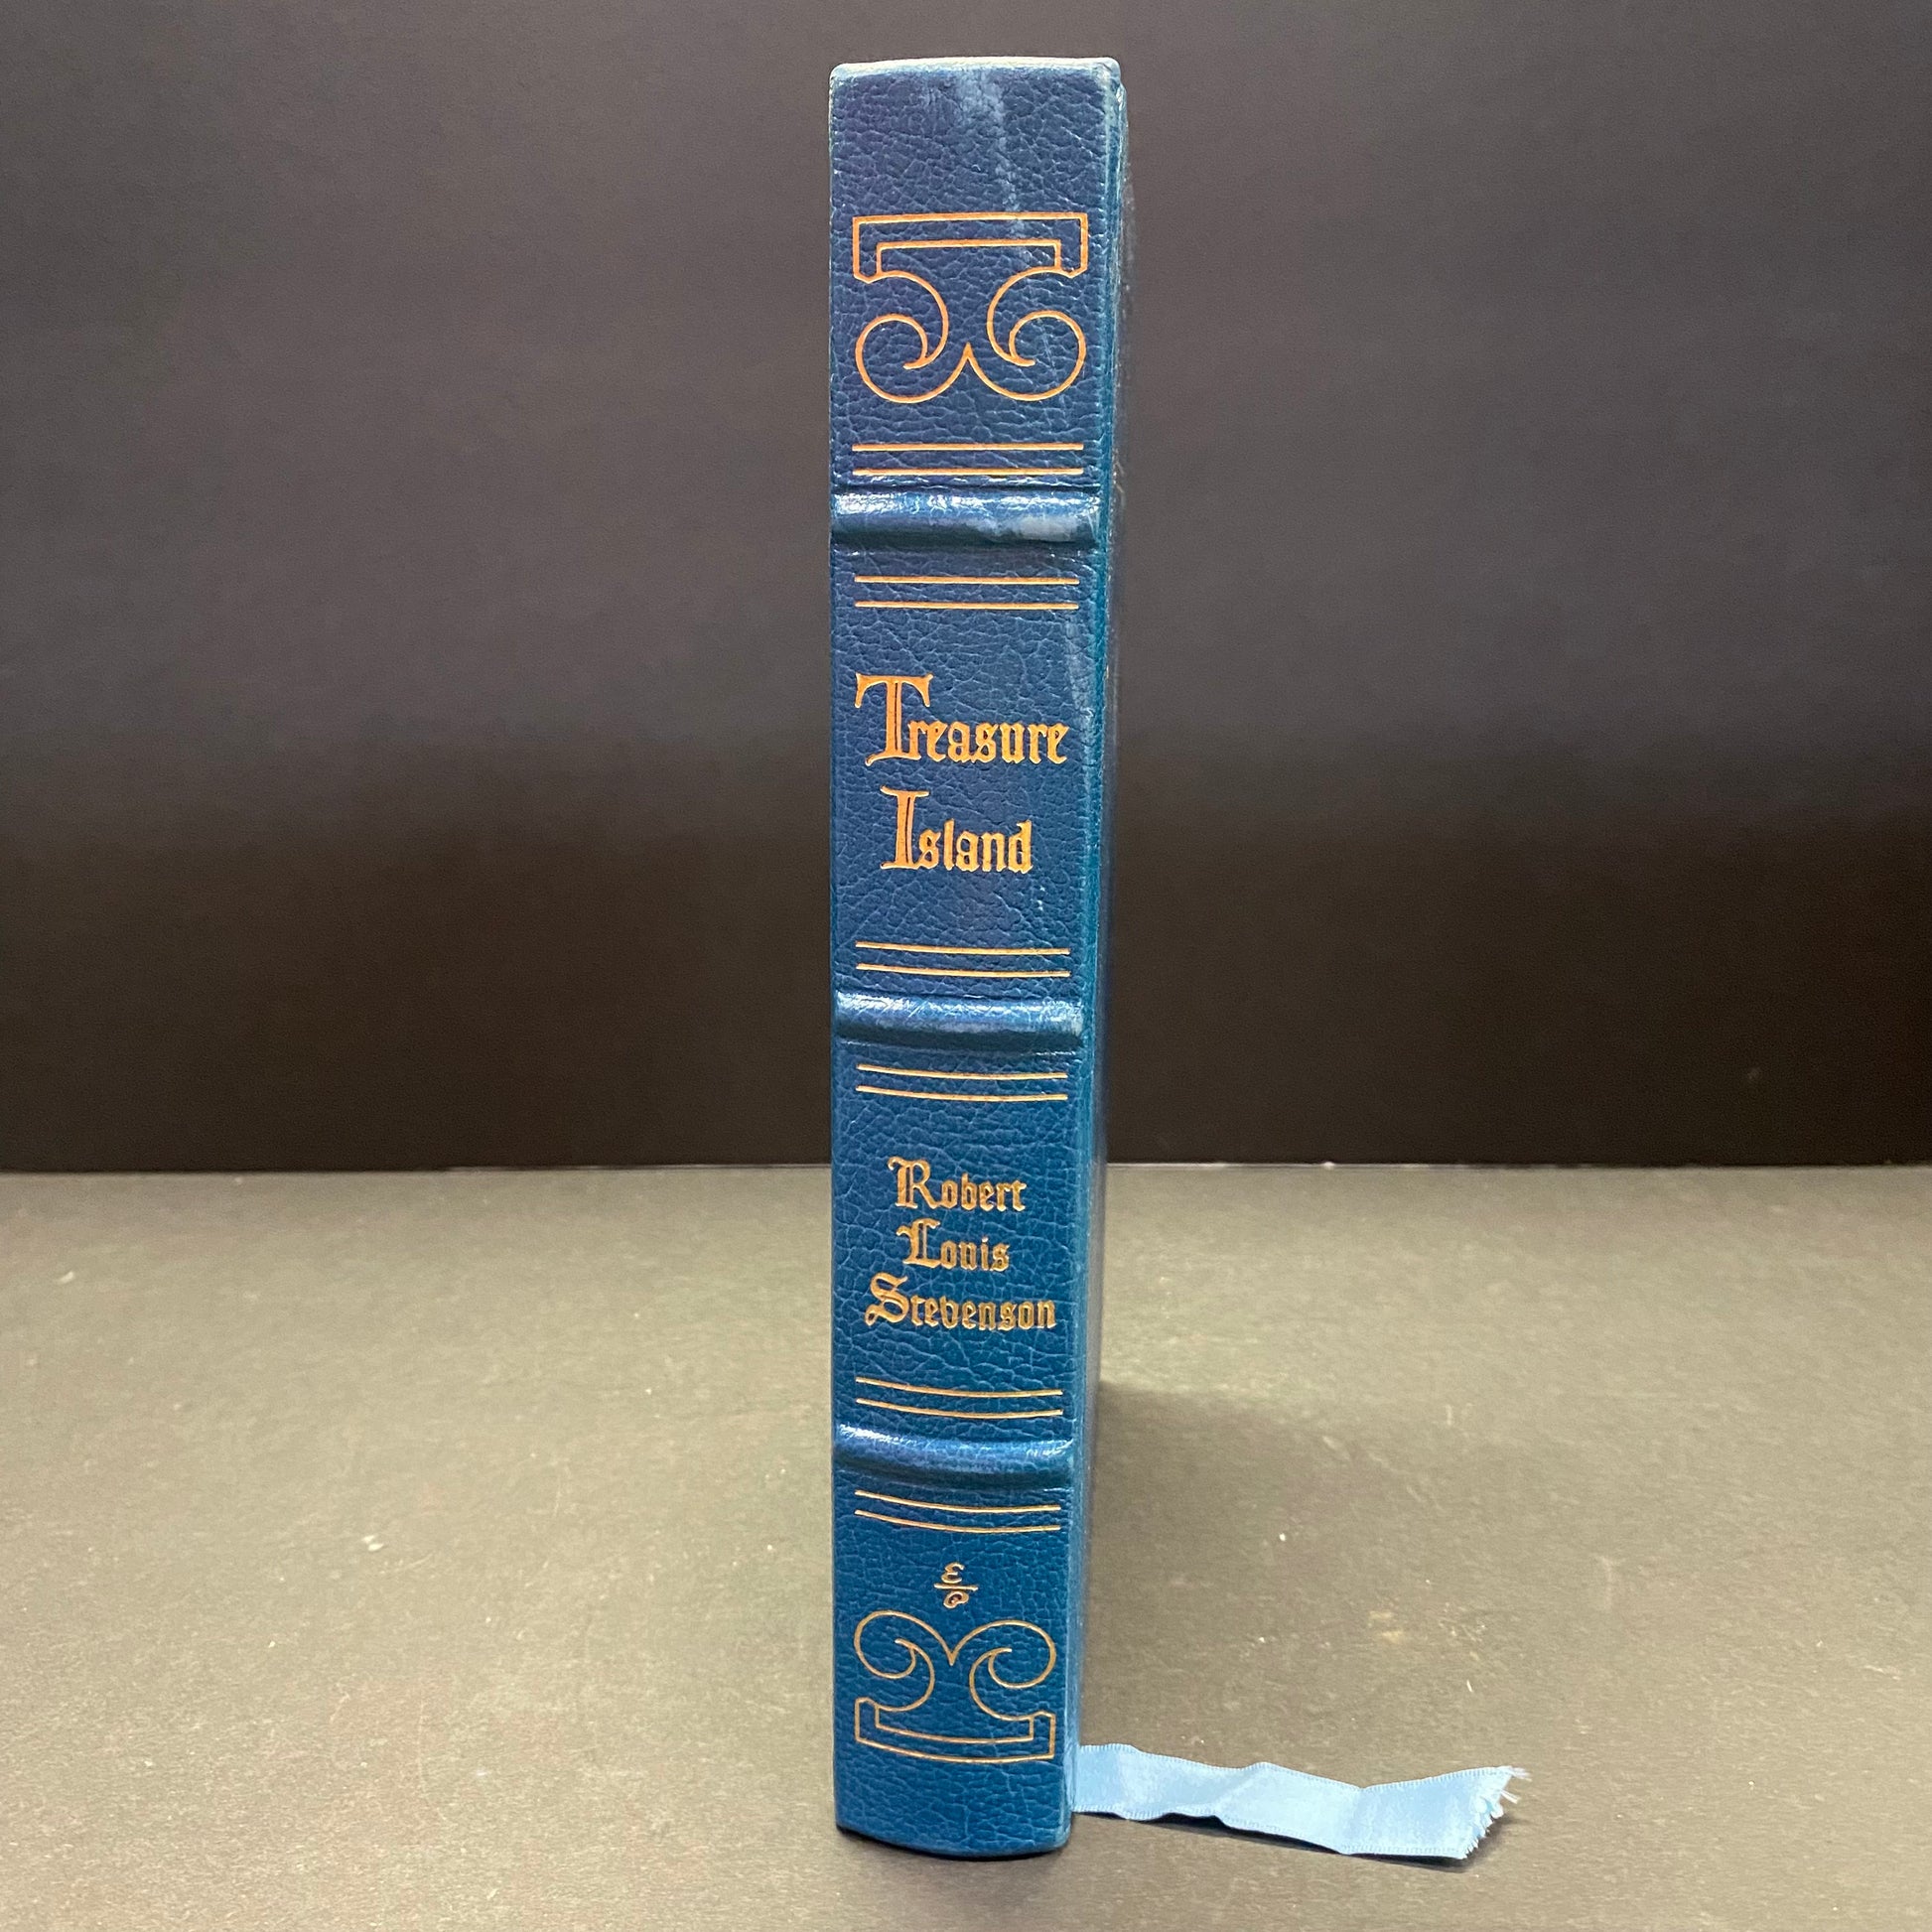 Treasure
Island
Robert
Louis
Stevenson